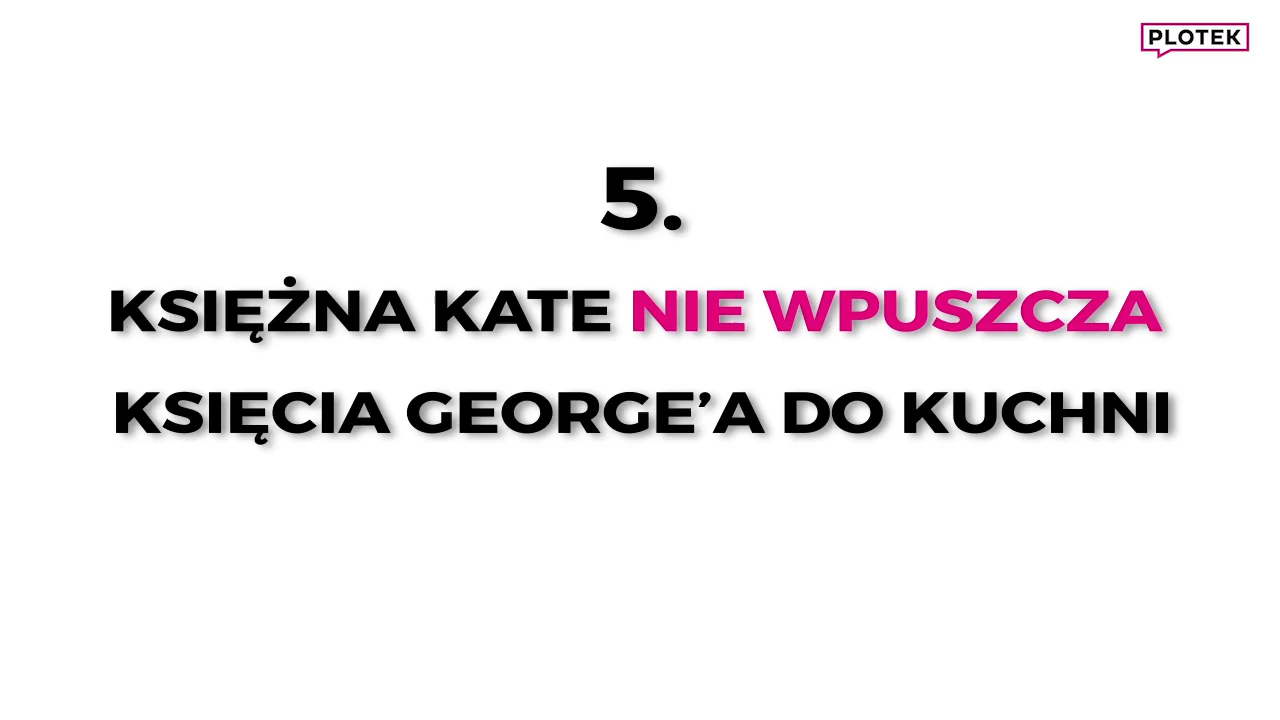 PLOTEK
5.
KSIĘŻNA KATE NIE WPUSZCZA
KSIĘCIA GEORGE’A DO KUCHNI